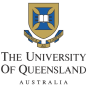 THE UNIVERSITY
OF QUEENSLAND
AUSTRALIA